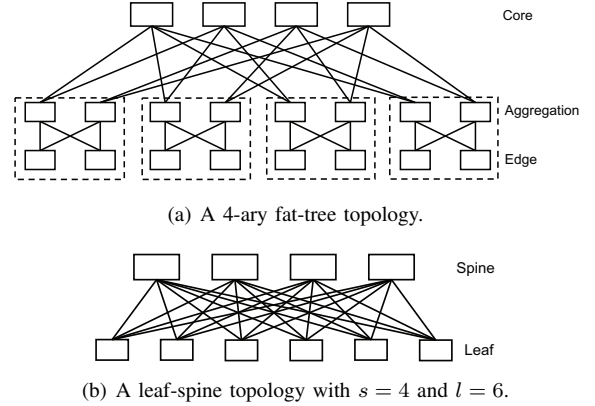 Core
Aggregation
Edge
(a) A 4-ary fat-tree topology.
Spine
Leaf
(b) A leaf-spine topology with s = 4 and l = 6.